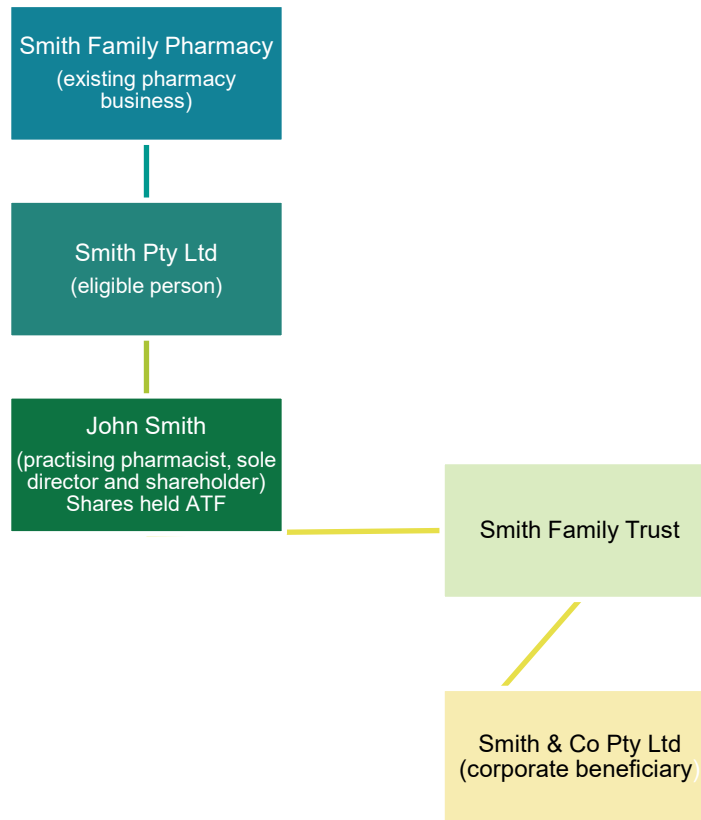 Smith Family Pharmacy
(existing pharmacy
business)
Smith Pty Ltd
(eligible person)
John Smith
(practising pharmacist, sole
director and shareholder)
Shares held ATF
Smith Family Trust
Smith & Co Pty Ltd
(corporate beneficiary)